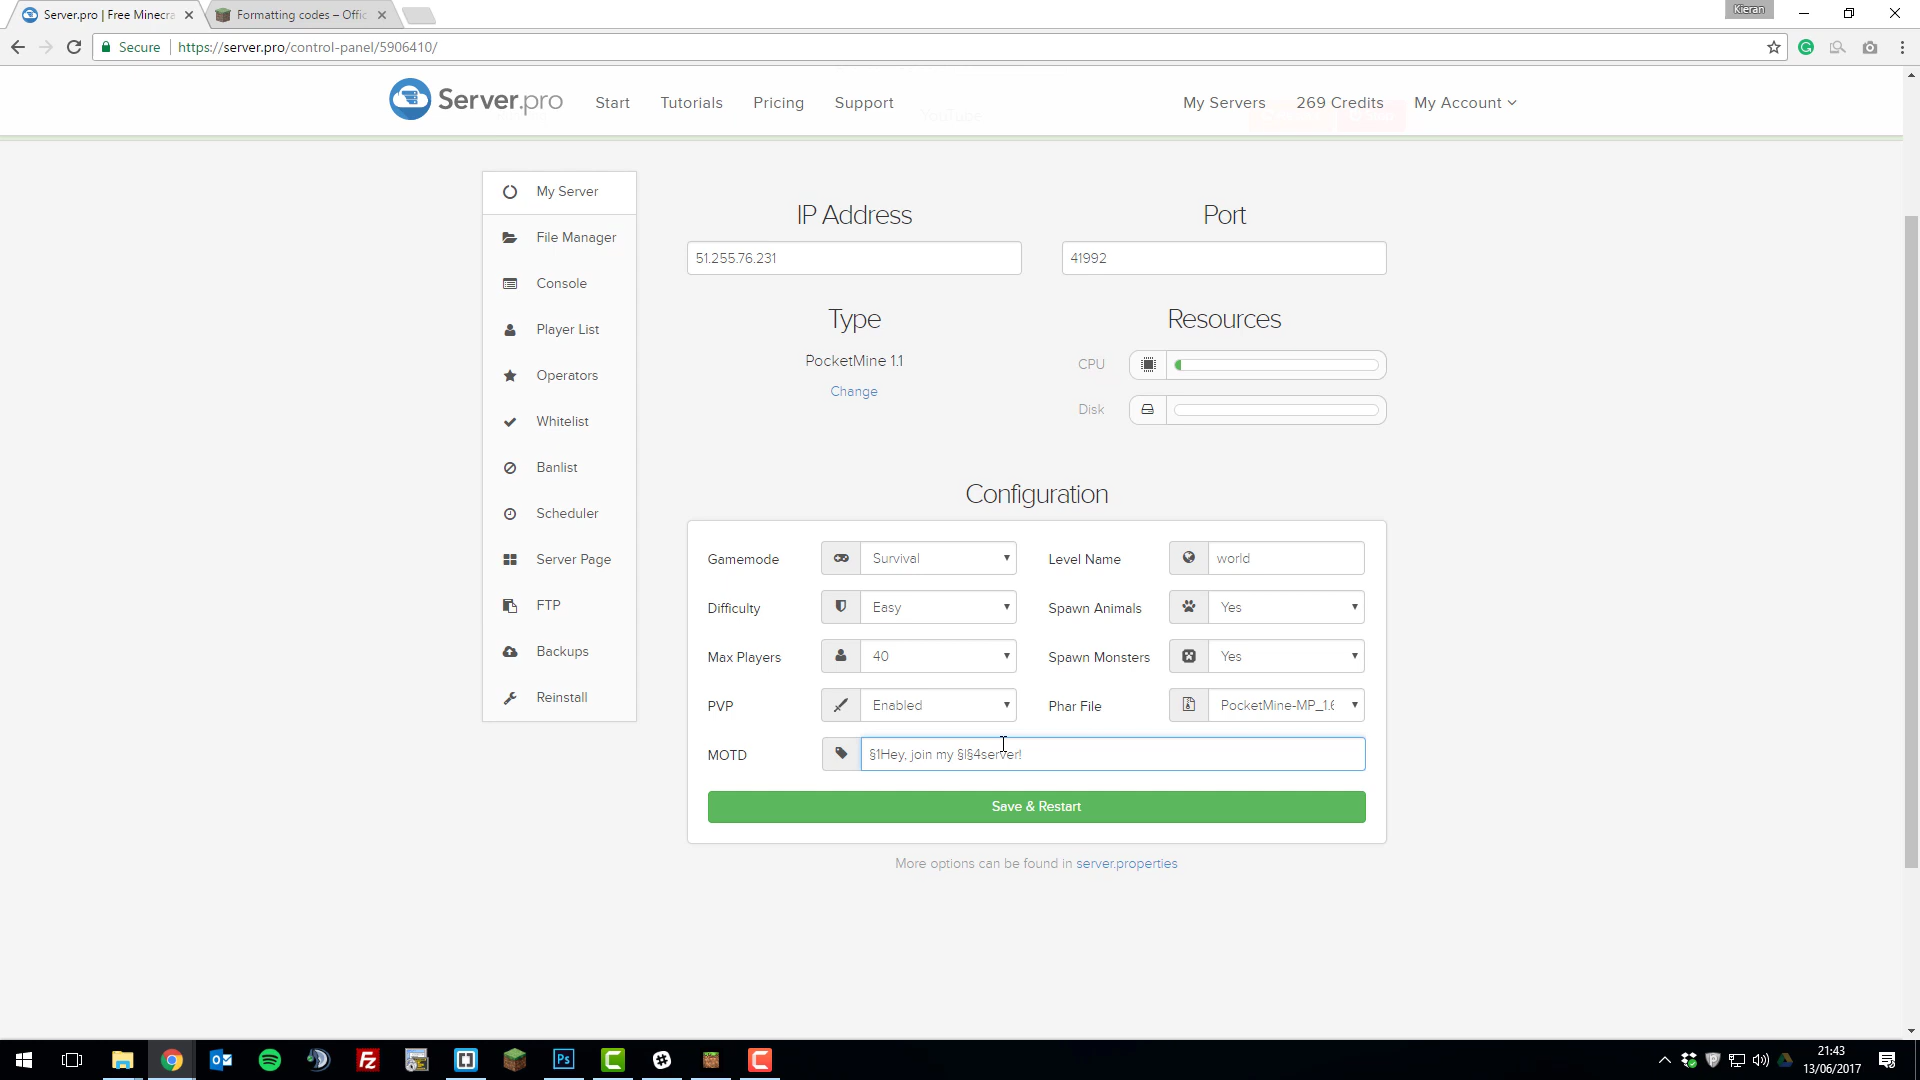 Server.pro | Free Minecra
Formatting codes – Offic
Kieran
Secure
https://server.pro/control-panel/5906410/
Server.pro
Start
Tutorials
Pricing
Support
My Servers
269 Credits
My Account
YouTube
My Server
File Manager
Console
Player List
Operators
Whitelist
Banlist
Scheduler
Server Page
FTP
Backups
Reinstall
IP Address
Port
51.255.76.231
41992
Type
Resources
PocketMine 1.1
Change
CPU
Disk
Configuration
Gamemode
Survival
Level Name
world
Difficulty
Easy
Spawn Animals
Yes
Max Players
40
Spawn Monsters
Yes
PVP
Enabled
Phar File
PocketMine-MP_1.6
MOTD
§1Hey, join my §l§4server!
Save & Restart
More options can be found in server.properties
21:43
13/06/2017